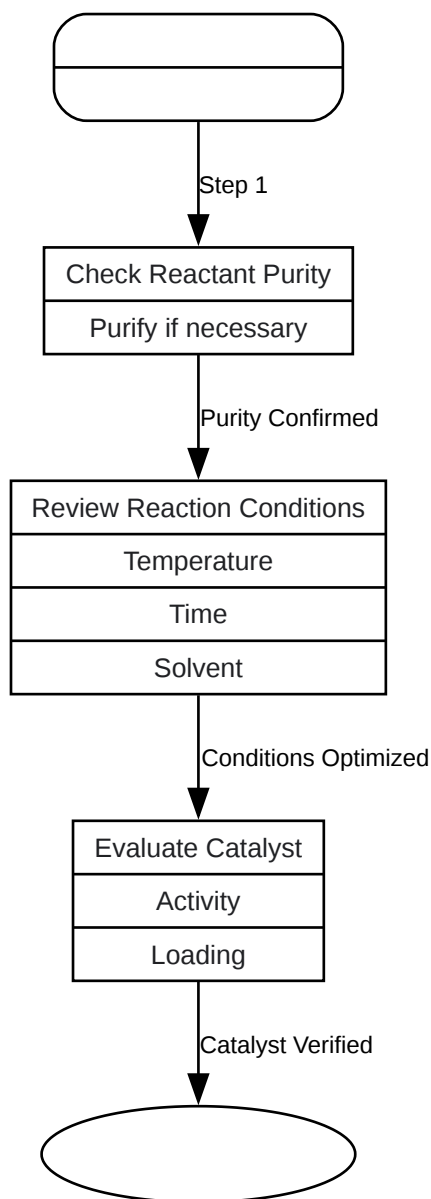 Step 1
Check Reactant Purity
Purify if necessary
Purity Confirmed
Review Reaction Conditions
Temperature
Time
Solvent
Conditions Optimized
Evaluate Catalyst
Activity
Loading
Catalyst Verified